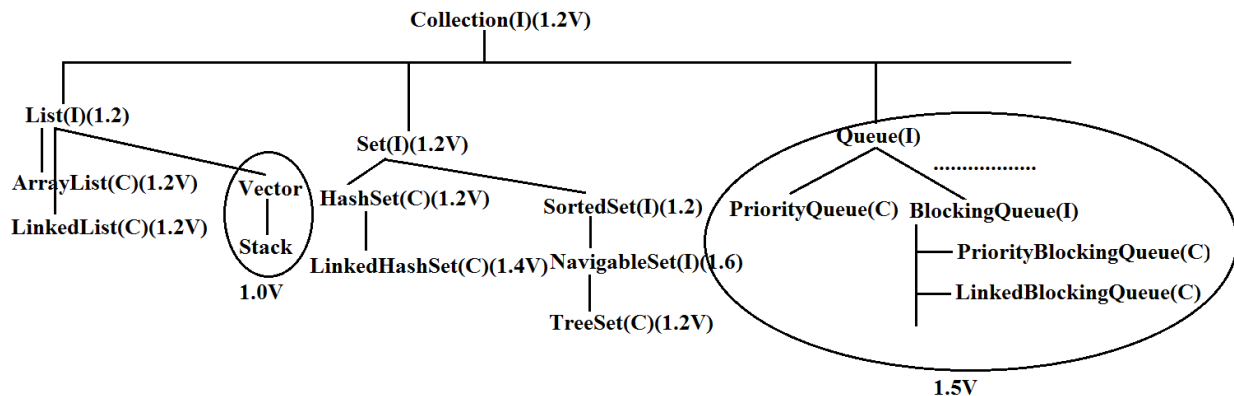 Collection(I)(1.2V)
List(I)(1.2)
ArrayList(C)(1.2V)
LinkedList(C)(1.2V)
Vector
Stack
1.0V
Set(I)(1.2V)
HashSet(C)(1.2V)
LinkedHashSet(C)(1.4V)
SortedSet(I)(1.2)
NavigableSet(I)(1.6)
TreeSet(C)(1.2V)
Queue(I)
..................
PriorityQueue(C)
BlockingQueue(I)
PriorityBlockingQueue(C)
LinkedBlockingQueue(C)
1.5V